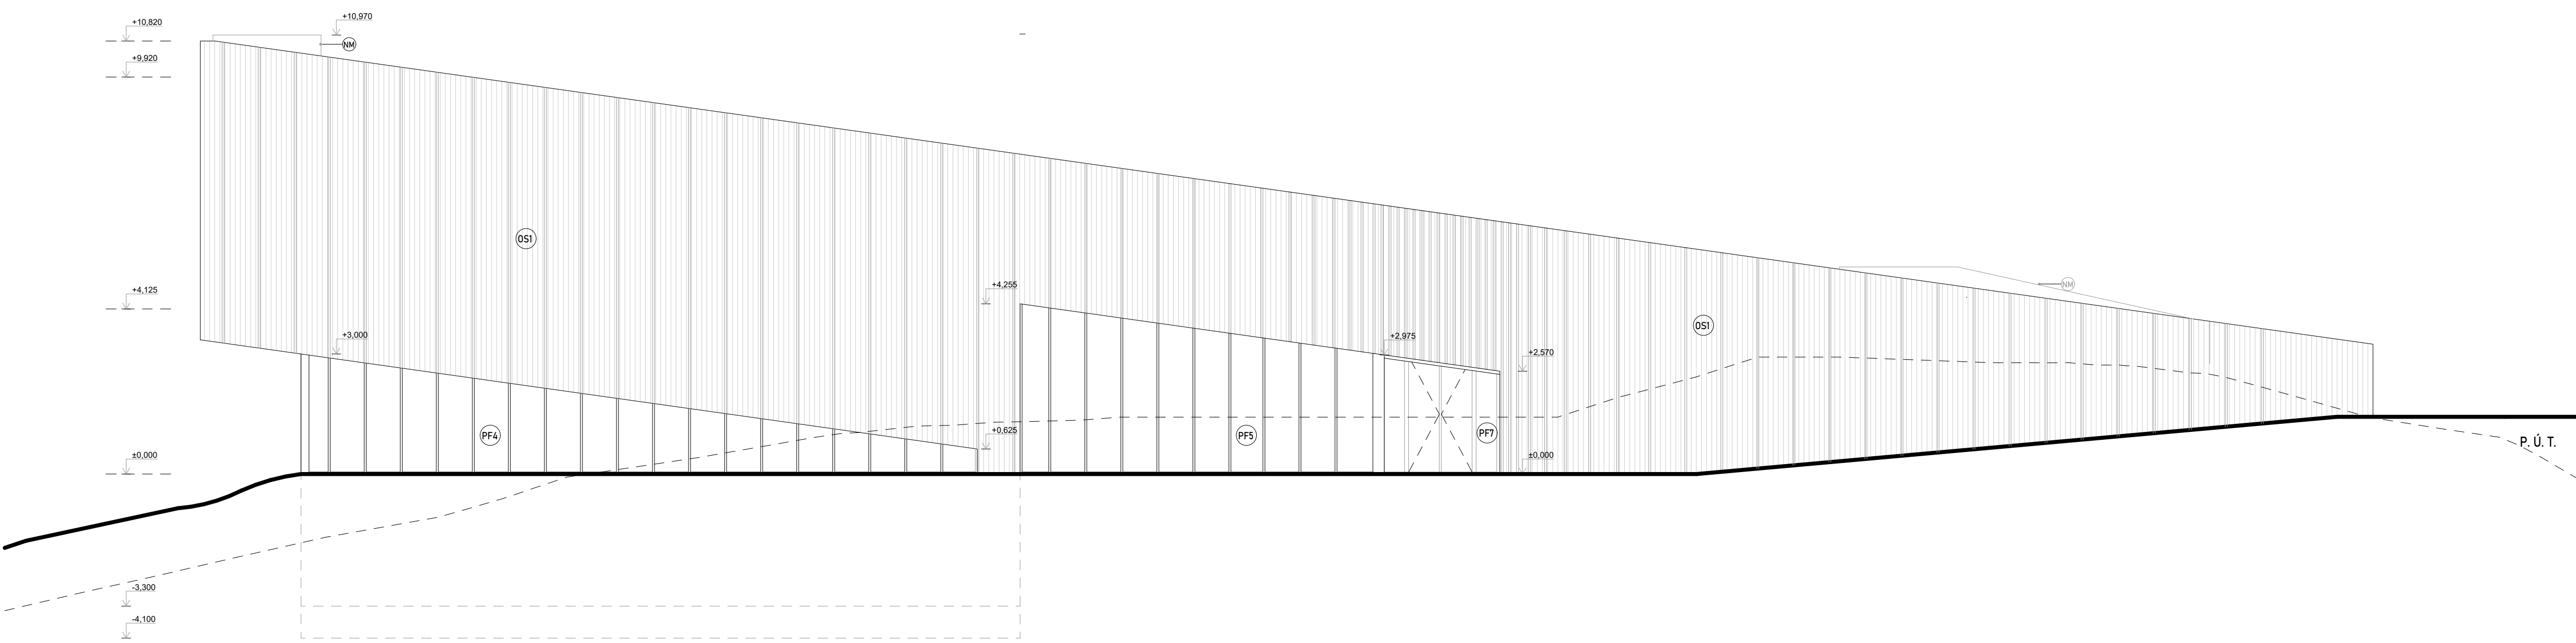 +10,820
+10,970
NM
+9,920
OS1
+4,125
+4,255
NM
+3,000
+2,975
OS1
+2,570
PF4
+0,625
PF5
PF7
P. Ú. T.
±0,000
±0,000
-3,300
-4,100